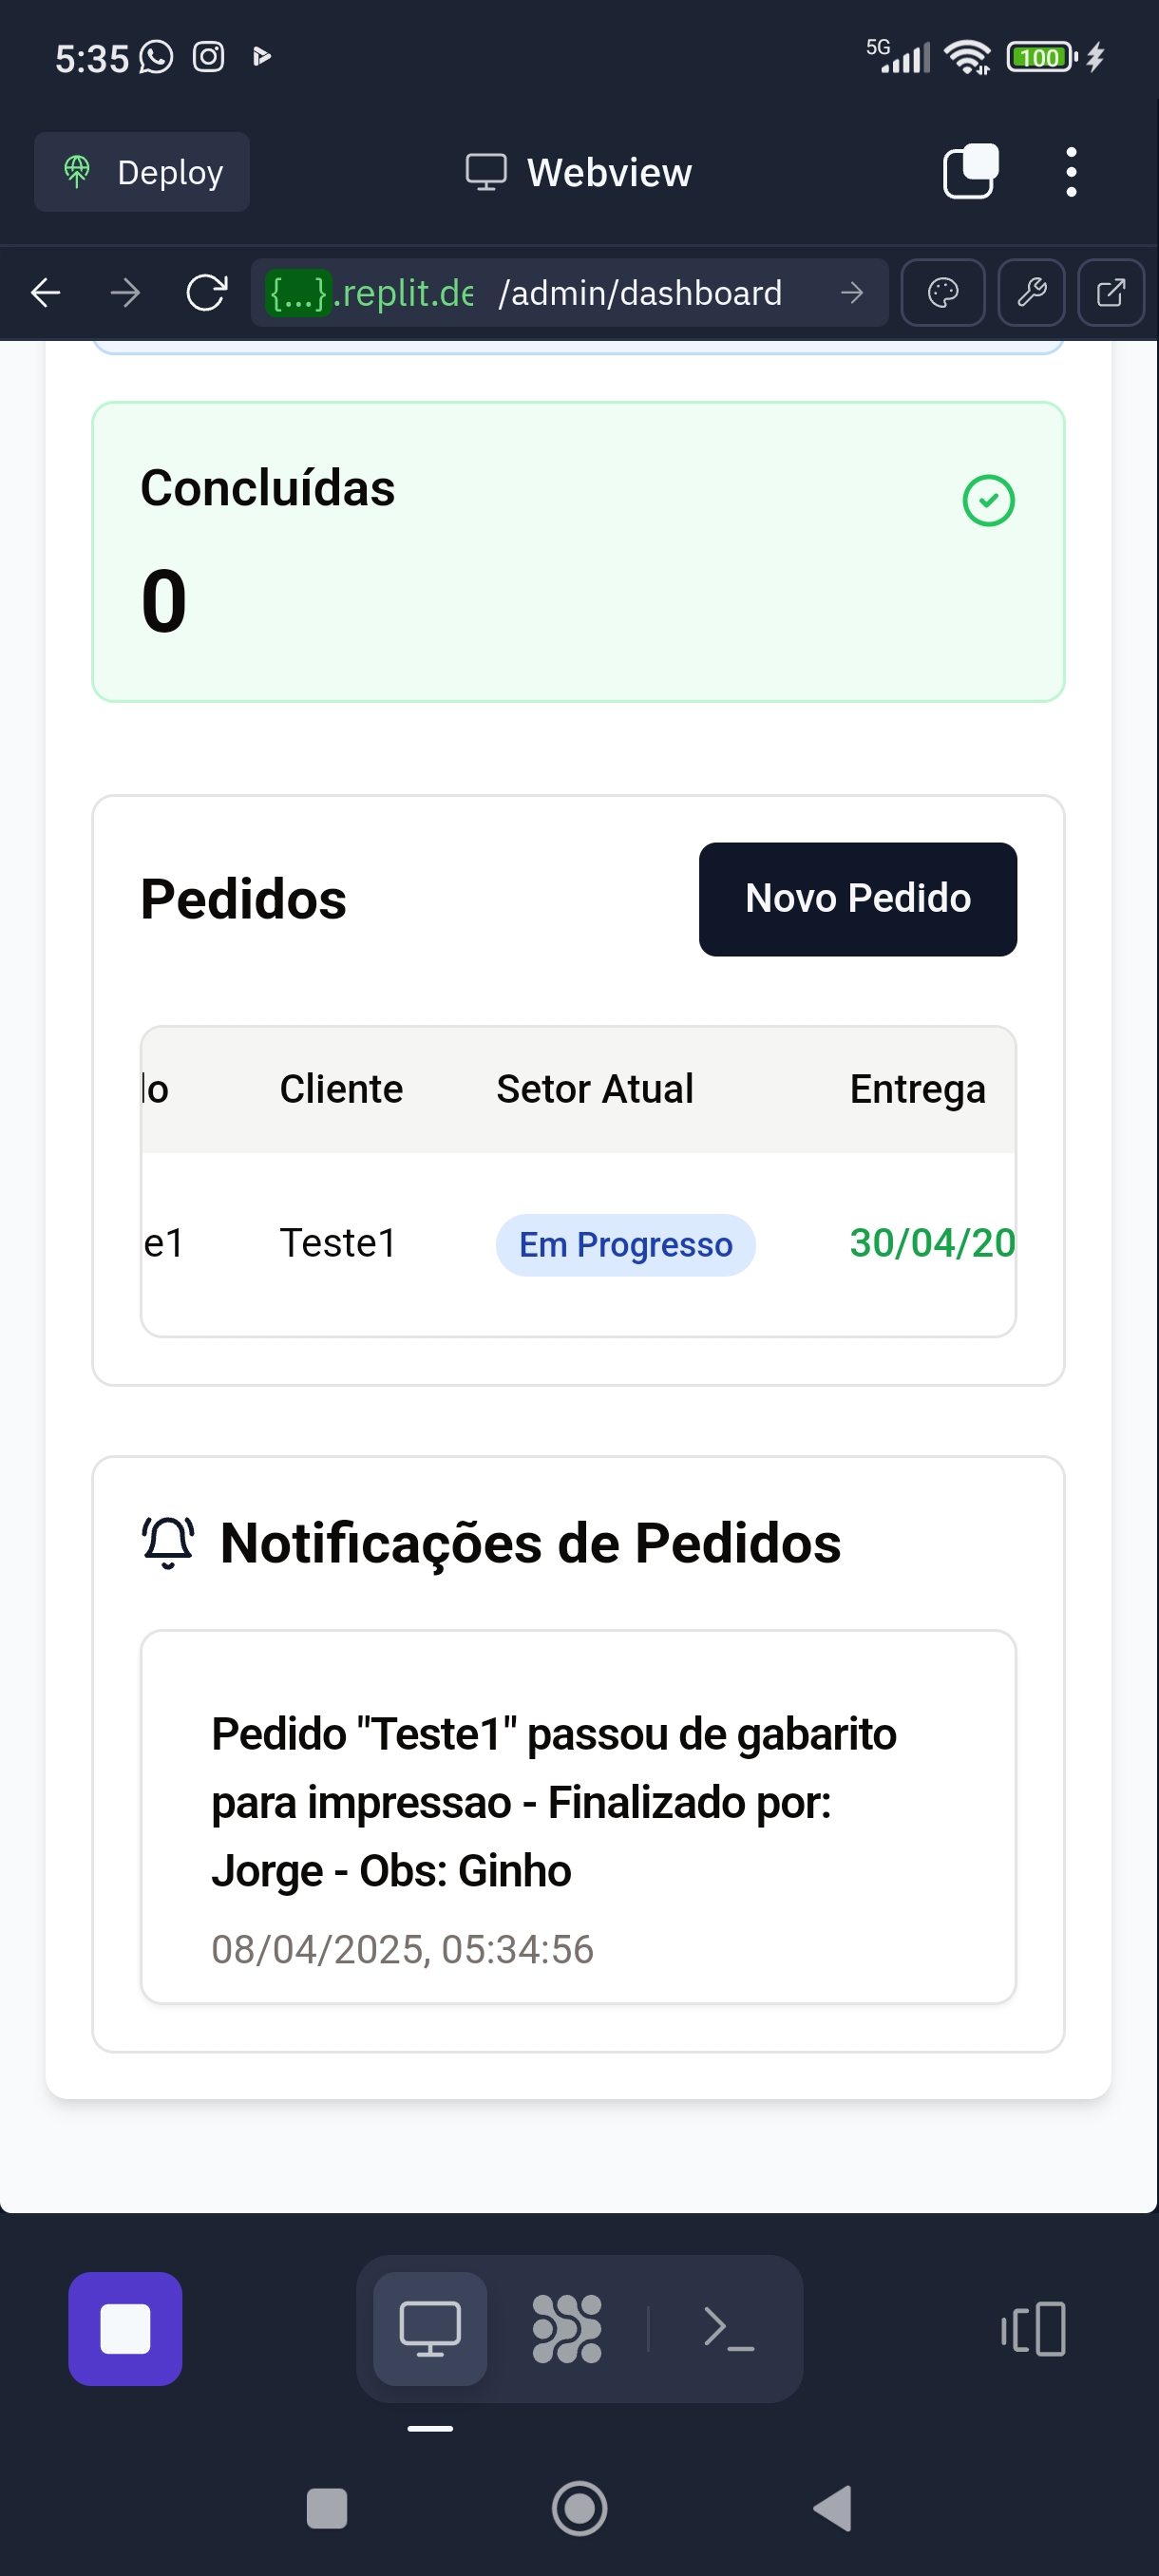 5:35 5G 100
Deploy Webview
{...}.replit.de /admin/dashboard
Concluídas
0
Pedidos Novo Pedido
lo Cliente Setor Atual Entrega
e1 Teste1 Em Progresso 30/04/20
Notificações de Pedidos
Pedido "Teste1" passou de gabarito
para impressao - Finalizado por:
Jorge - Obs: Ginho
08/04/2025, 05:34:56